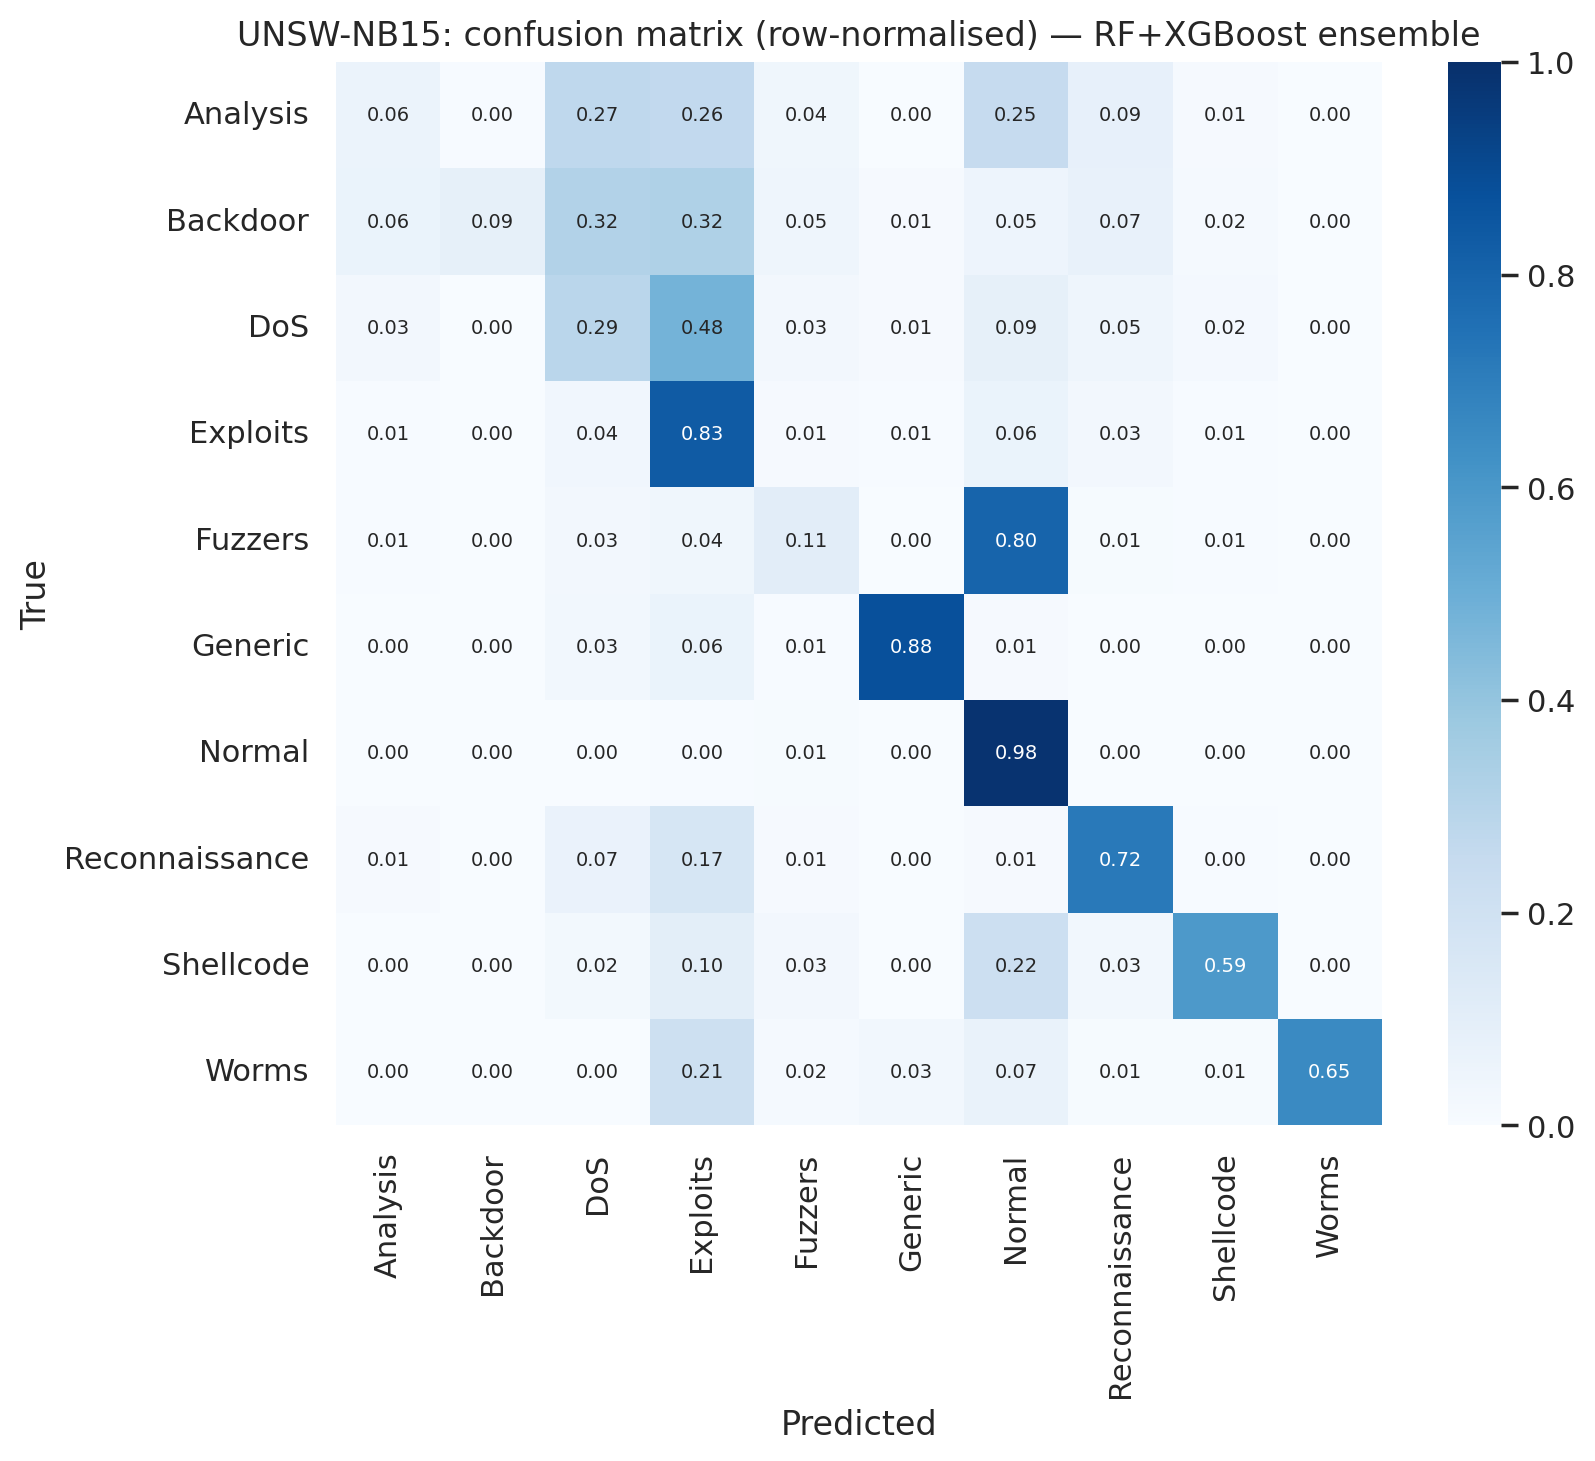 UNSW-NB15: confusion matrix (row-normalised) — RF+XGBoost ensemble
Analysis 0.06 0.00 0.27 0.26 0.04 0.00 0.25 0.09 0.01 0.00
Backdoor 0.06 0.09 0.32 0.32 0.05 0.01 0.05 0.07 0.02 0.00
DoS 0.03 0.00 0.29 0.48 0.03 0.01 0.09 0.05 0.02 0.00
Exploits 0.01 0.00 0.04 0.83 0.01 0.01 0.06 0.03 0.01 0.00
Fuzzers 0.01 0.00 0.03 0.04 0.11 0.00 0.80 0.01 0.01 0.00
Generic 0.00 0.00 0.03 0.06 0.01 0.88 0.01 0.00 0.00 0.00
Normal 0.00 0.00 0.00 0.00 0.01 0.00 0.98 0.00 0.00 0.00
Reconnaissance 0.01 0.00 0.07 0.17 0.01 0.00 0.01 0.72 0.00 0.00
Shellcode 0.00 0.00 0.02 0.10 0.03 0.00 0.22 0.03 0.59 0.00
Worms 0.00 0.00 0.00 0.21 0.02 0.03 0.07 0.01 0.01 0.65
True
Analysis Backdoor DoS Exploits Fuzzers Generic Normal Reconnaissance Shellcode Worms
Predicted
1.0
0.8
0.6
0.4
0.2
0.0